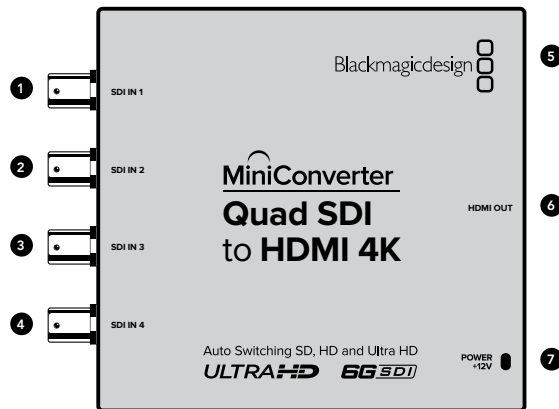 Blackmagicdesign
1
SDI IN 1
5
2
SDI IN 2
MiniConverter
Quad SDI
to HDMI 4K
HDMI OUT
6
3
SDI IN 3
4
SDI IN 4
Auto Switching SD, HD and Ultra HD
ULTRAHD 6G SDI
POWER
+12V
7